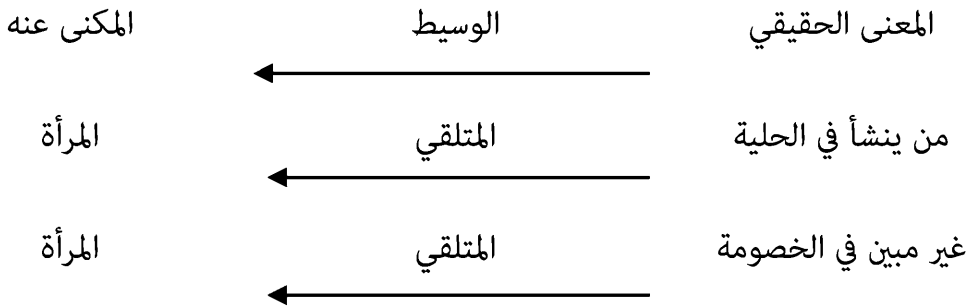 المعنى الحقيقي الوسيط المكنى عنه
من ينشأ في الحلية المتلقي المرأة
غير مبين في الخصومة المتلقي المرأة